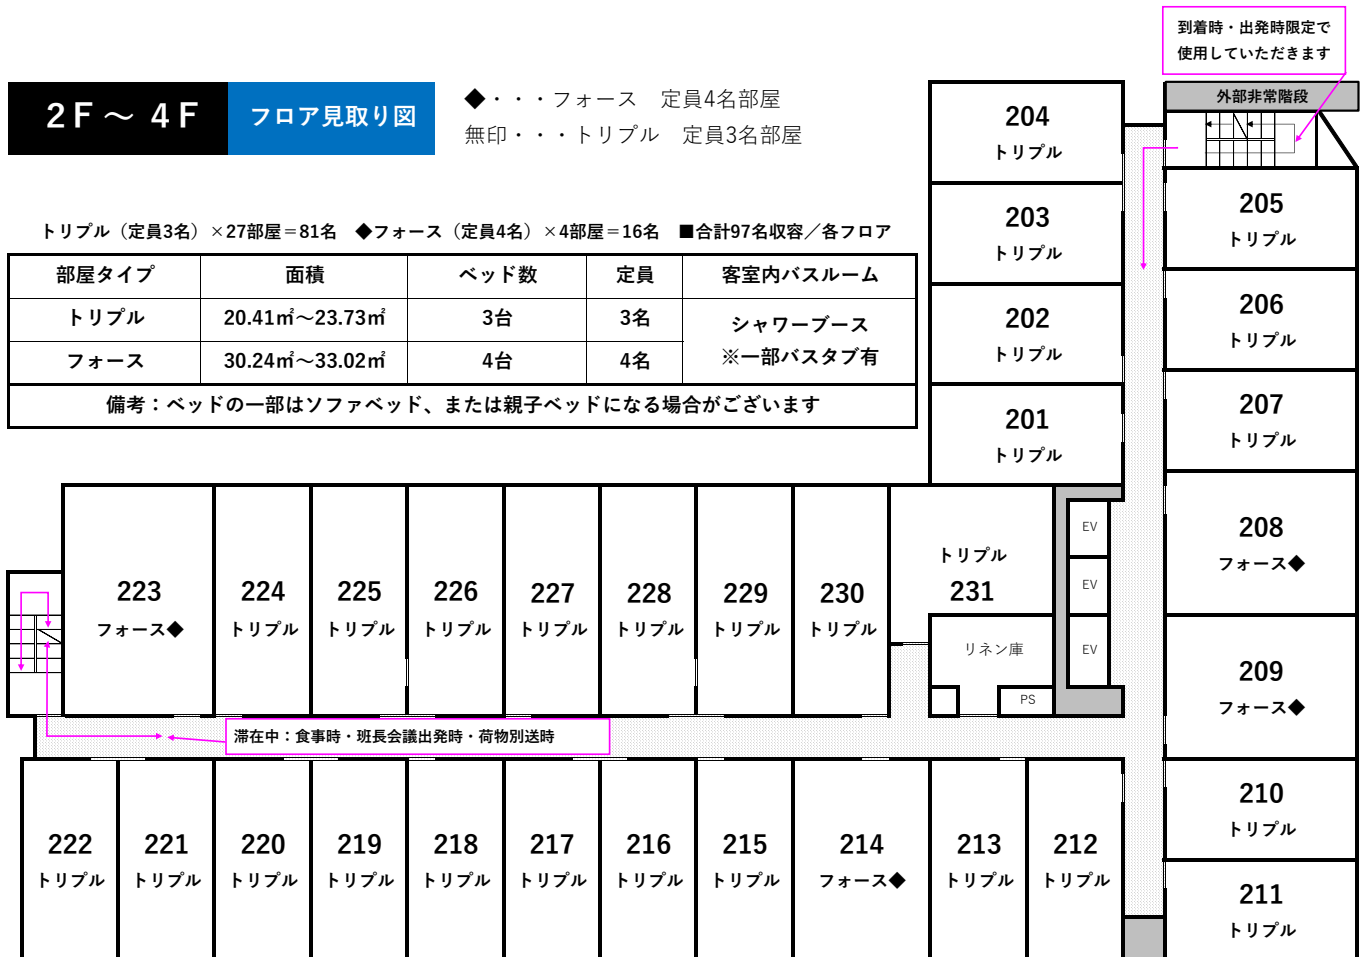 到着時・出発時限定で
使用していただきます
2F～ 4F
フロア見取り図
◆・・・フォース　定員4名部屋
無印・・・トリプル　定員3名部屋
外部非常階段
トリプル（定員3名）×27部屋＝81名　◆フォース（定員4名）×4部屋＝16名　■合計97名収容／各フロア
部屋タイプ 面積 ベッド数 定員 客室内バスルーム
トリプル 20.41㎡～23.73㎡ 3台 3名 シャワーブース
フォース 30.24㎡～33.02㎡ 4台 4名 ※一部バスタブ有
備考：ベッドの一部はソファベッド、または親子ベッドになる場合がございます
204
トリプル
203
トリプル
202
トリプル
201
トリプル
205
トリプル
206
トリプル
207
トリプル
208
フォース◆
209
フォース◆
210
トリプル
211
トリプル
223
フォース◆
224
トリプル
225
トリプル
226
トリプル
227
トリプル
228
トリプル
229
トリプル
230
トリプル
トリプル
231
リネン庫
PS
EV
EV
EV
滞在中：食事時・班長会議出発時・荷物別送時
222
トリプル
221
トリプル
220
トリプル
219
トリプル
218
トリプル
217
トリプル
216
トリプル
215
トリプル
214
フォース◆
213
トリプル
212
トリプル